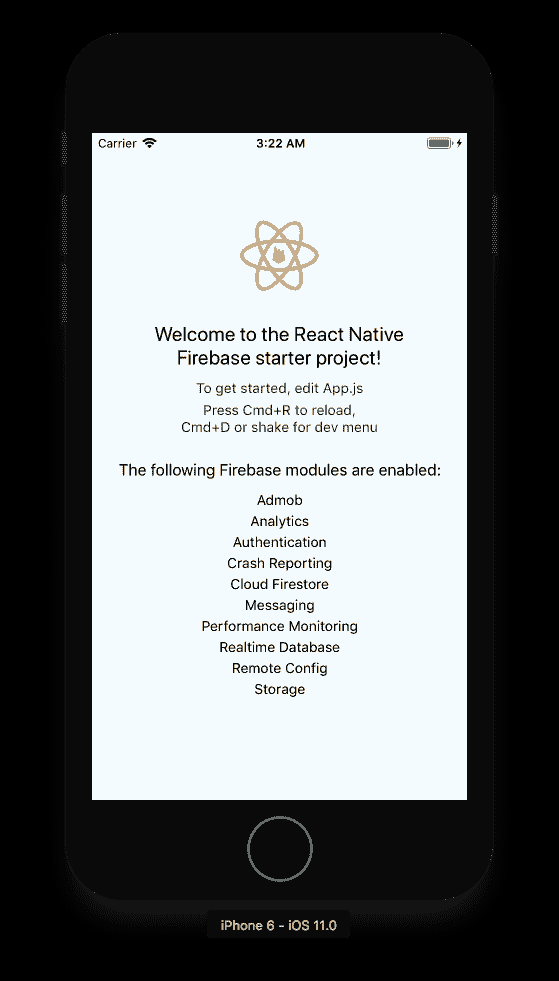 Carrier 3:22 AM
Welcome to the React Native
Firebase starter project!
To get started, edit App.js
Press Cmd+R to reload,
Cmd+D or shake for dev menu
The following Firebase modules are enabled:
Admob
Analytics
Authentication
Crash Reporting
Cloud Firestore
Messaging
Performance Monitoring
Realtime Database
Remote Config
Storage
iPhone 6 - iOS 11.0